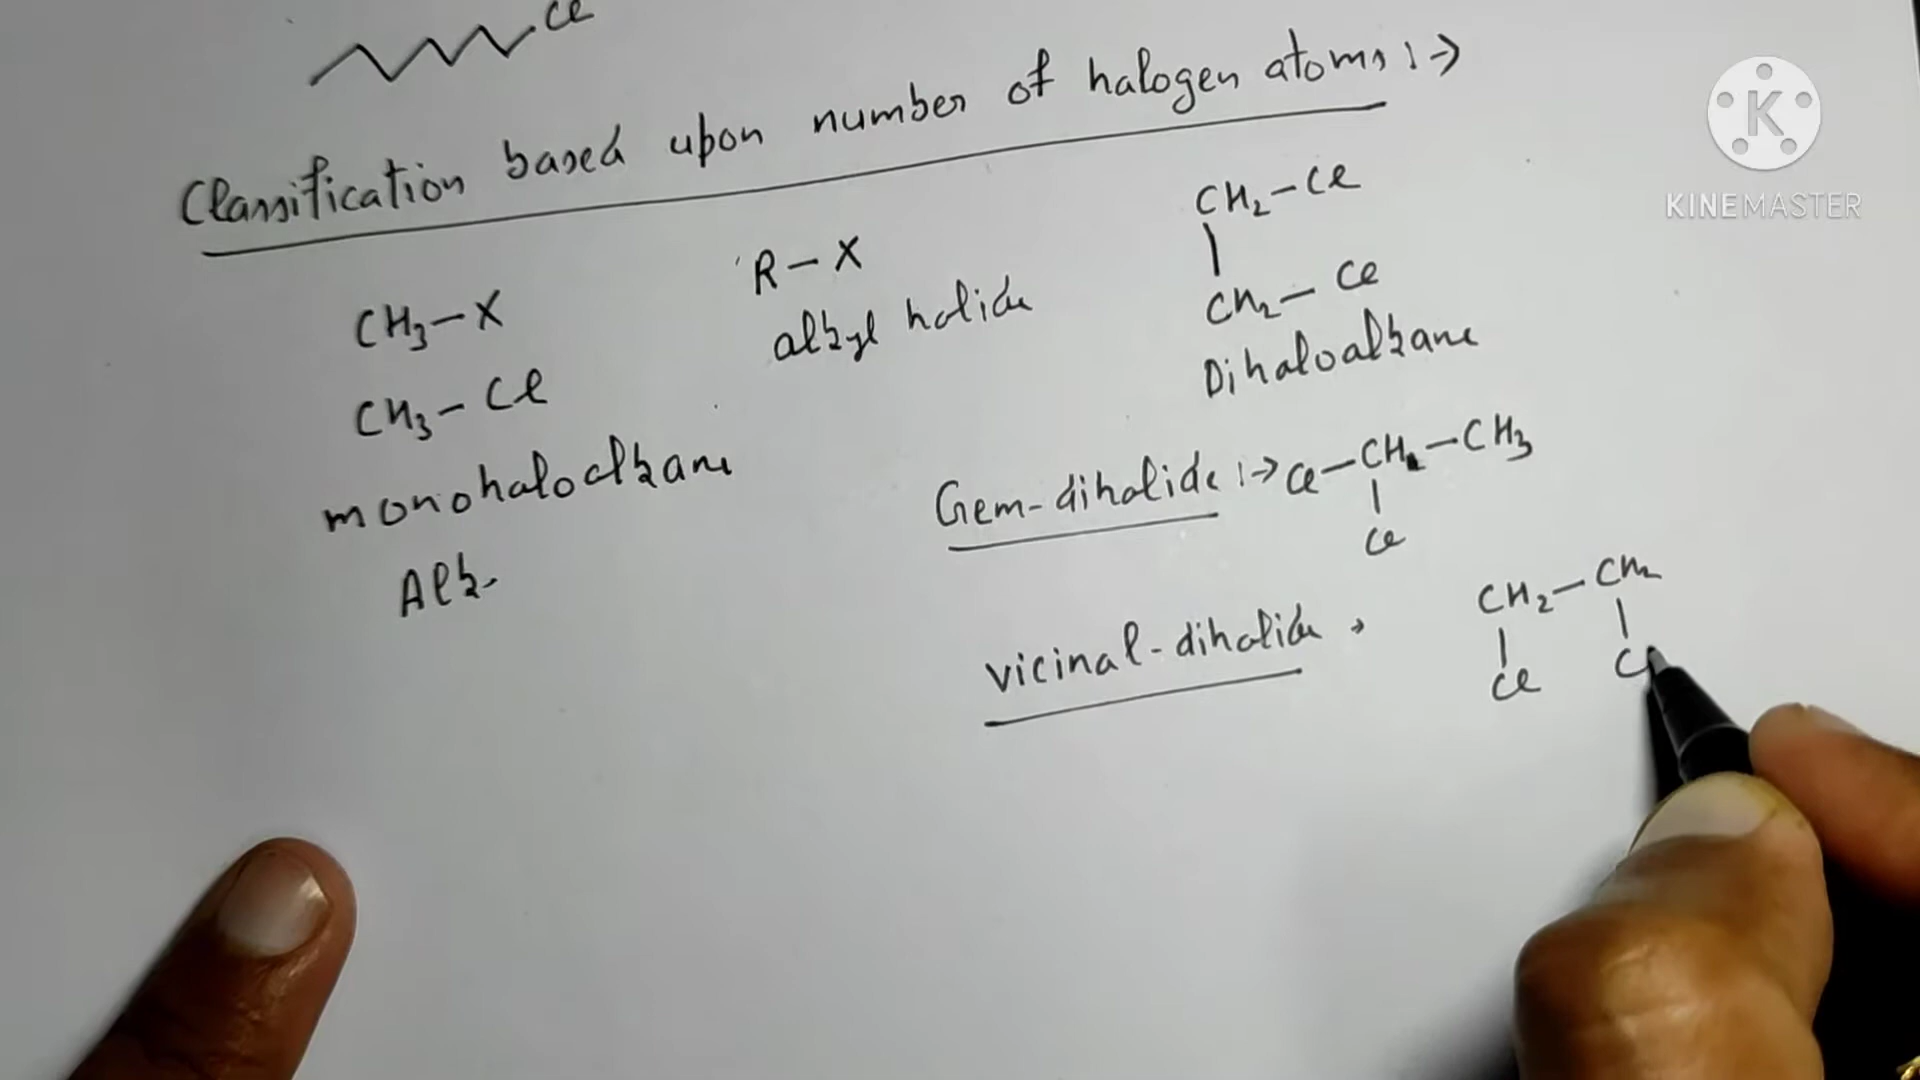 Cl
Classification based upon number of halogen atoms :→
CH3-X
CH3-Cl
monohaloalkane
Alk-
R-X
alkyl halide
CH2-Cl
|
CH2-Cl
Dihaloalkane
Gem-dihalide :→ Cl-CH-CH3
|
Cl
vicinal-dihalide →
CH2-CH2
| |
Cl Cl
K
KINEMASTER